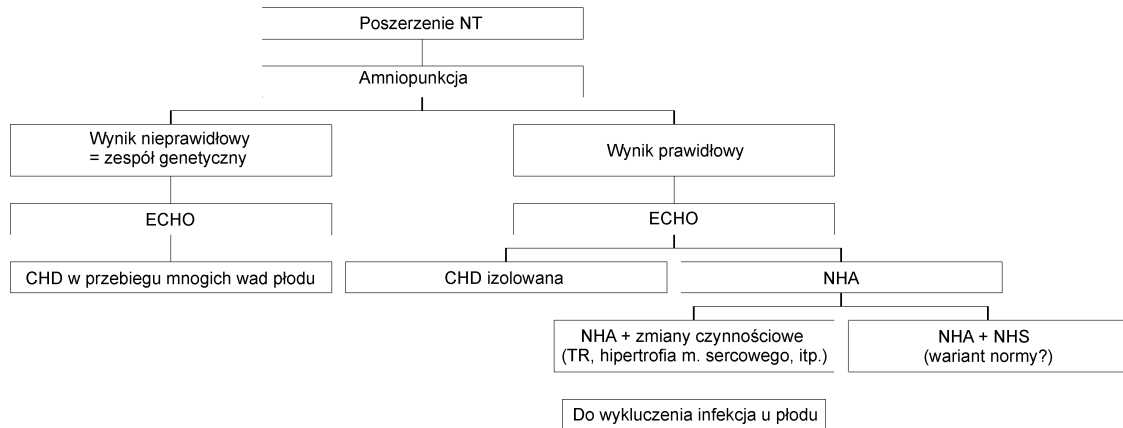 Poszerzenie NT
Amniopunkcja
Wynik nieprawidłowy
= zespół genetyczny
Wynik prawidłowy
ECHO
ECHO
CHD w przebiegu mnogich wad płodu
CHD izolowana
NHA
NHA + zmiany czynnościowe
(TR, hipertrofia m. sercowego, itp.)
NHA + NHS
(wariant normy?)
Do wykluczenia infekcja u płodu